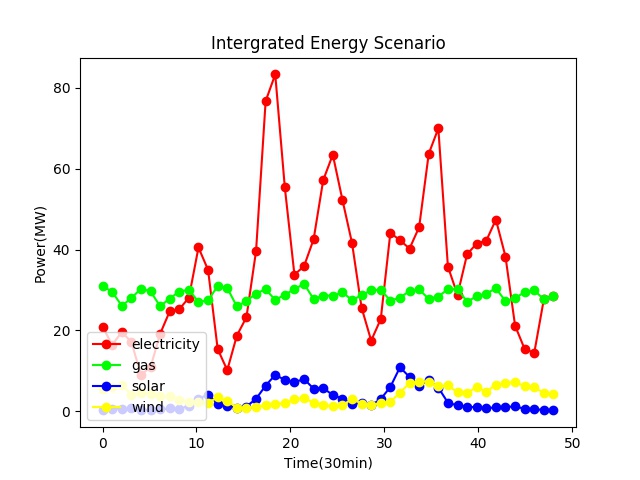 Intergrated Energy Scenario
Power(MW)
80
60
40
20
0
electricity
gas
solar
wind
0 10 20 30 40 50
Time(30min)